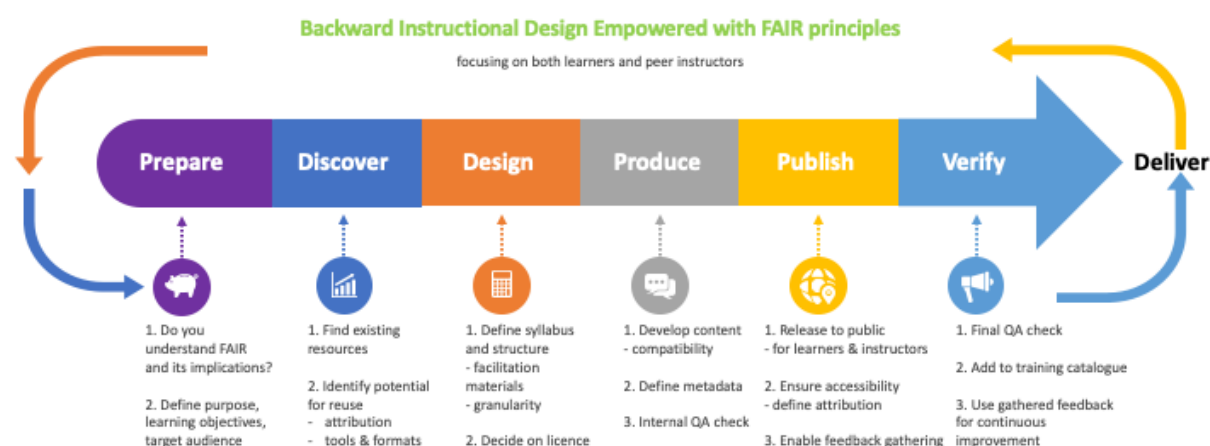 Backward Instructional Design Empowered with FAIR principles
focusing on both learners and peer instructors
Prepare
Discover
Design
Produce
Publish
Verify
Deliver
1. Do you
understand FAIR
and its implications?
2. Define purpose,
learning objectives,
target audience
1. Find existing
resources
2. Identify potential
for reuse
- attribution
- tools & formats
1. Define syllabus
and structure
- facilitation
materials
- granularity
2. Decide on licence
1. Develop content
- compatibility
2. Define metadata
3. Internal QA check
1. Release to public
- for learners & instructors
2. Ensure accessibility
- define attribution
3. Enable feedback gathering
1. Final QA check
2. Add to training catalogue
3. Use gathered feedback
for continuous
improvement